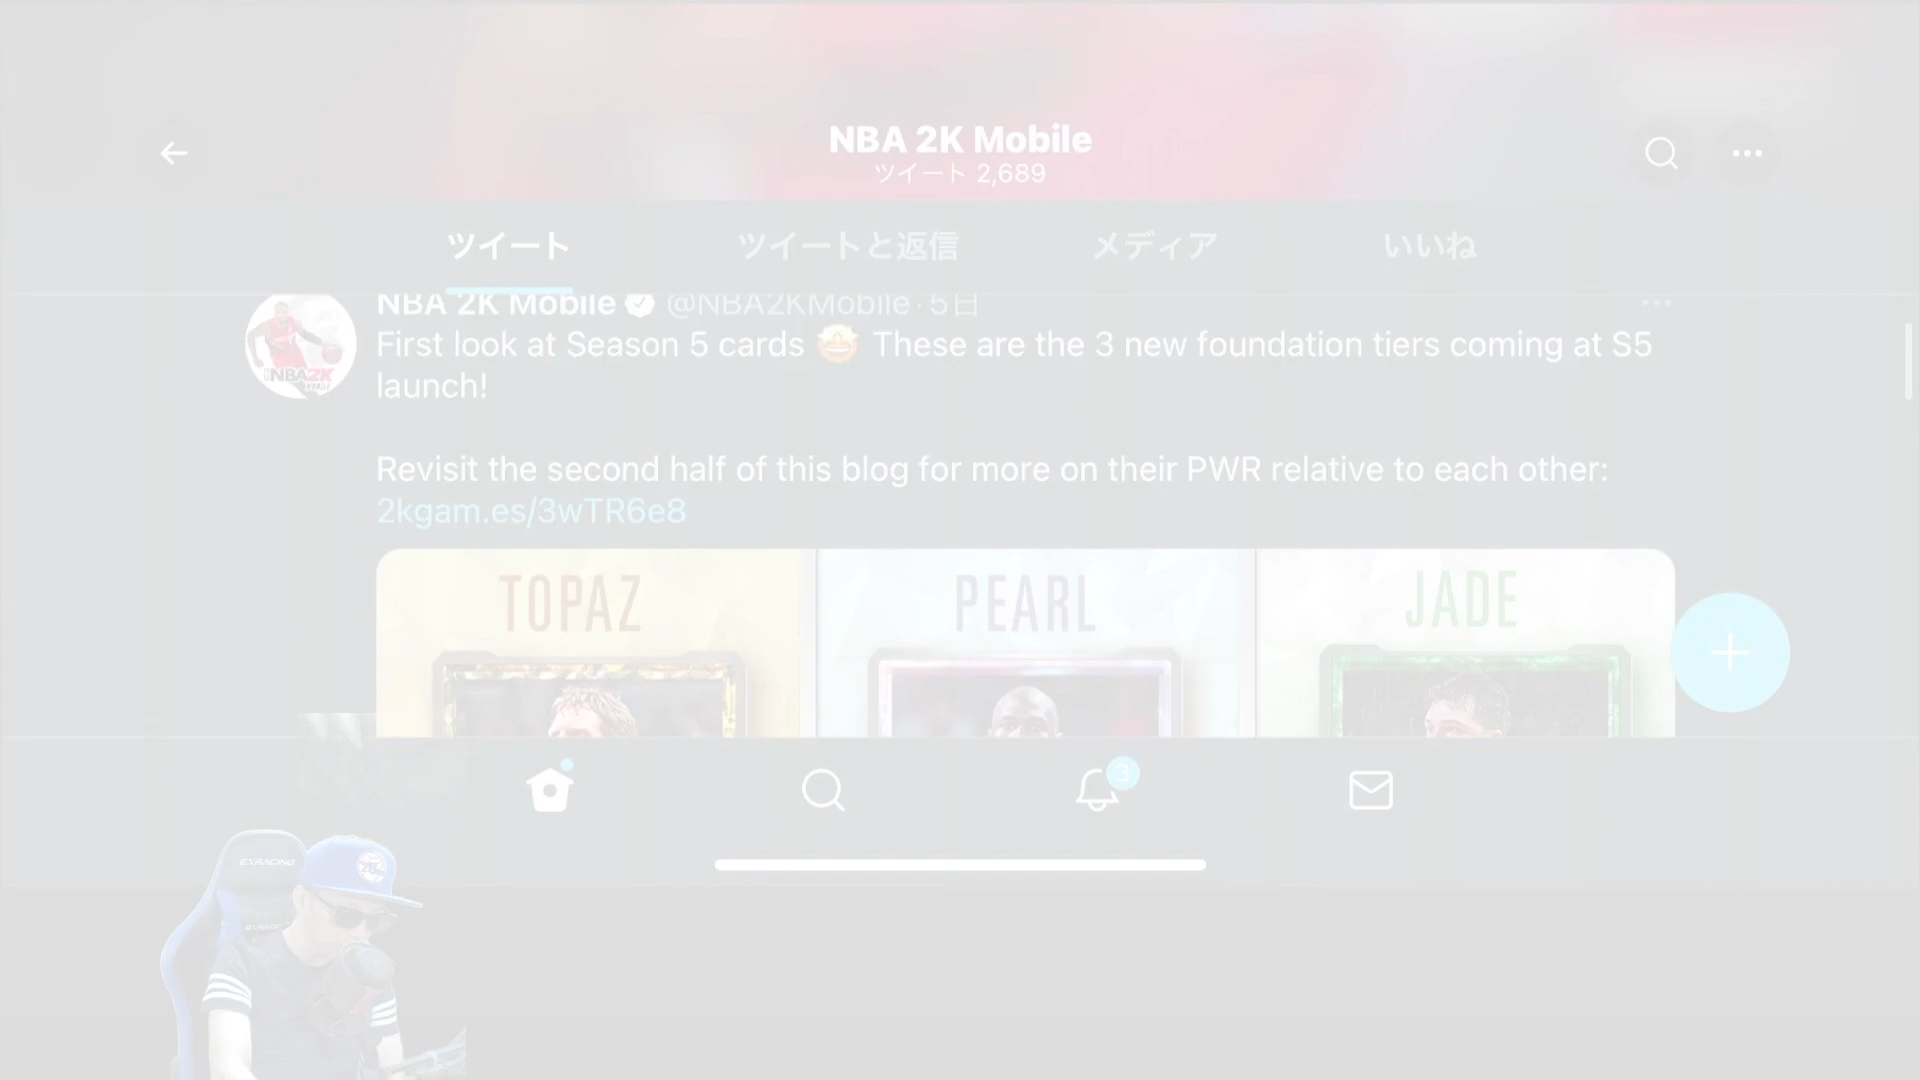 NBA 2K Mobile
ツイート 2,689
ツイート ツイートと返信 メディア いいね
NBA 2K Mobile @NBA2KMobile · 5日
First look at Season 5 cards 🤩 These are the 3 new foundation tiers coming at S5
launch!
Revisit the second half of this blog for more on their PWR relative to each other:
2kgam.es/3wTR6e8
NBA2K
TOPAZ PEARL JADE
3
EXRACING